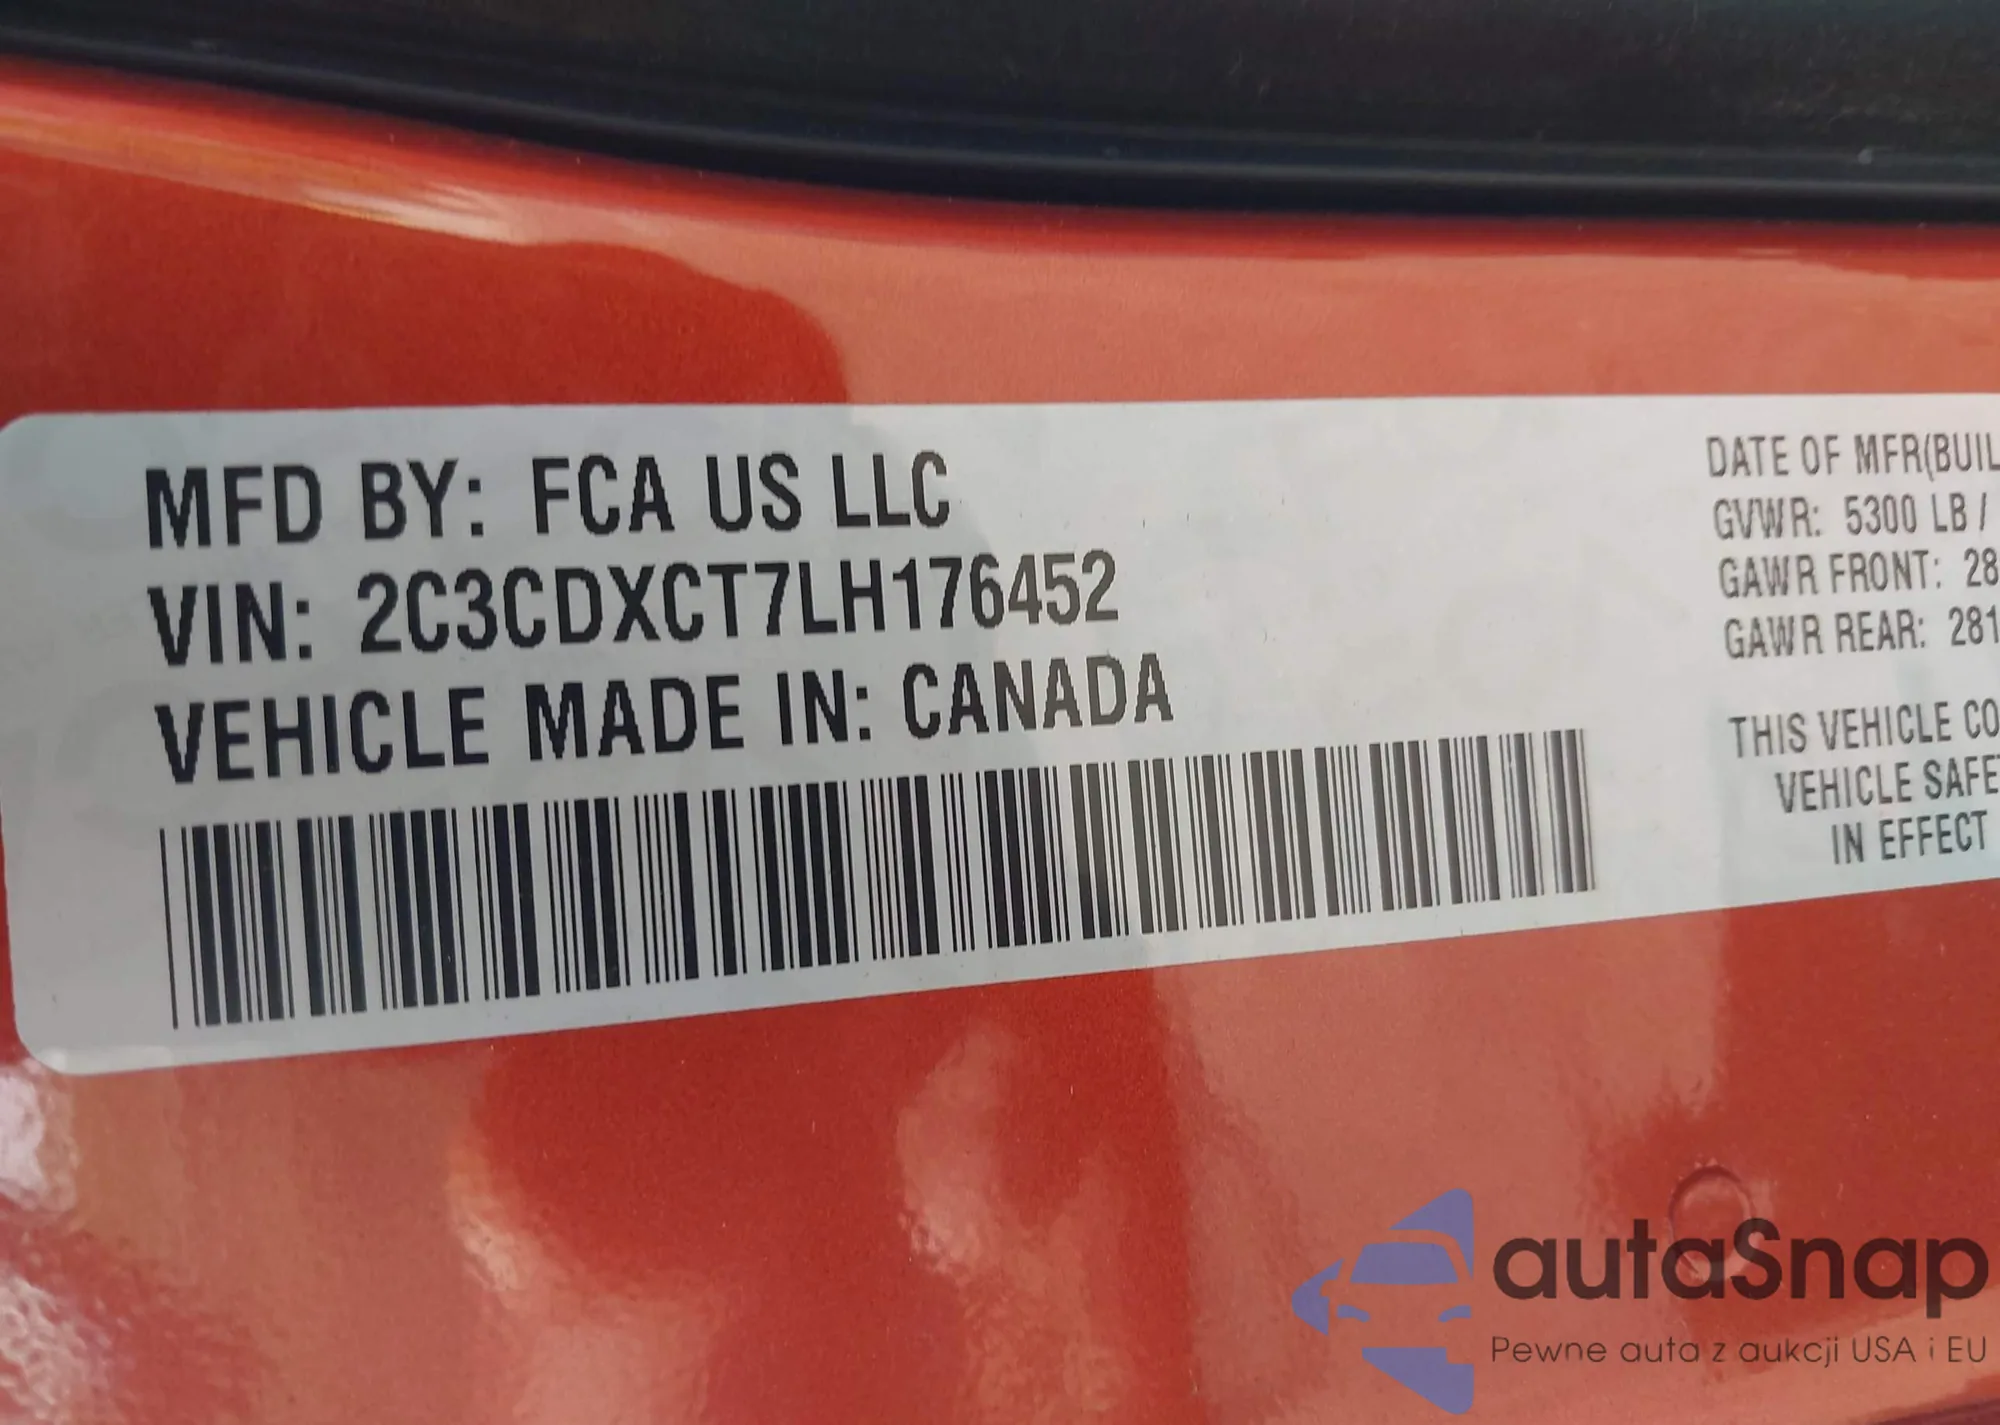 MFD BY: FCA US LLC
VIN: 2C3CDXCT7LH176452
VEHICLE MADE IN: CANADA
DATE OF MFR(BUIL
GVWR: 5300 LB /
GAWR FRONT: 28
GAWR REAR: 281
THIS VEHICLE CO
VEHICLE SAFE
IN EFFECT
autaSnap
Pewne auta z aukcji USA i EU